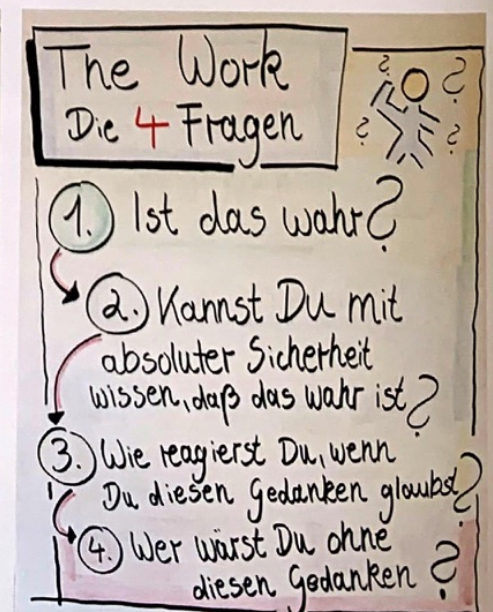 The Work
Die 4 Fragen
? ? ? ?
1. Ist das wahr?
2. Kannst Du mit
absoluter Sicherheit
wissen, daß das wahr ist?
3. Wie reagierst Du, wenn
Du diesen Gedanken glaubst?
4. Wer wärst Du ohne
diesen Gedanken?